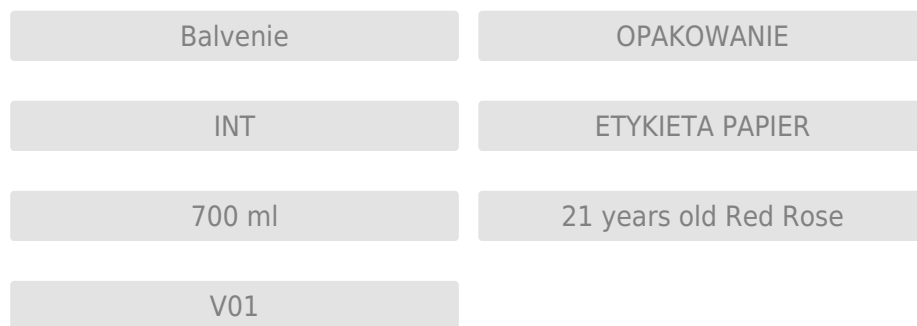 Balvenie
OPAKOWANIE
INT
ETYKIETA PAPIER
700 ml
21 years old Red Rose
V01